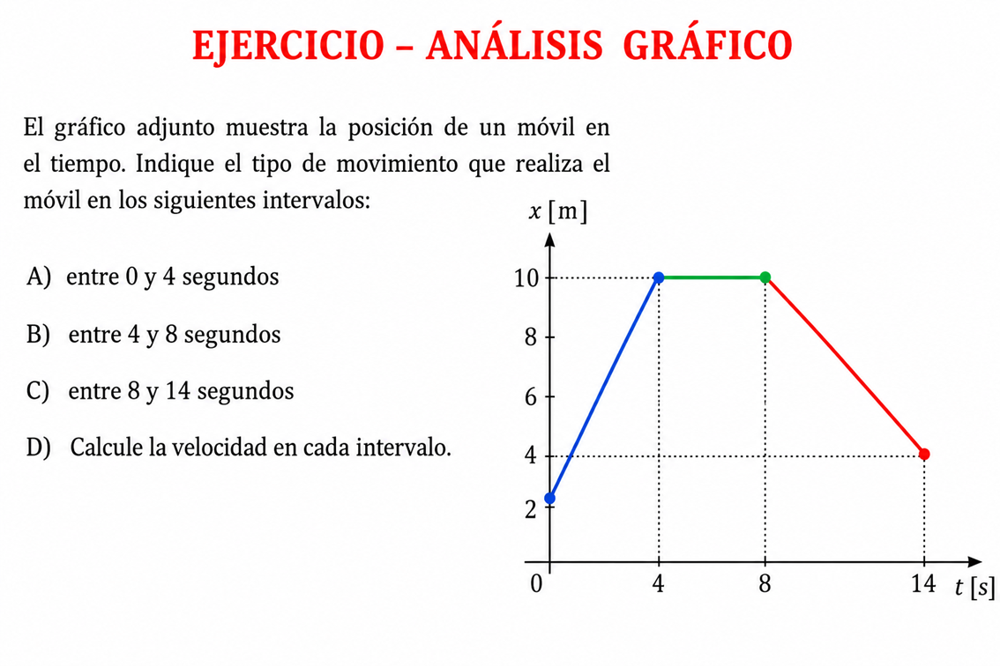 EJERCICIO – ANÁLISIS GRÁFICO
El gráfico adjunto muestra la posición de un móvil en
el tiempo. Indique el tipo de movimiento que realiza el
móvil en los siguientes intervalos:
A) entre 0 y 4 segundos
B) entre 4 y 8 segundos
C) entre 8 y 14 segundos
D) Calcule la velocidad en cada intervalo.
x [m]
10
8
6
4
2
0 4 8 14 t [s]